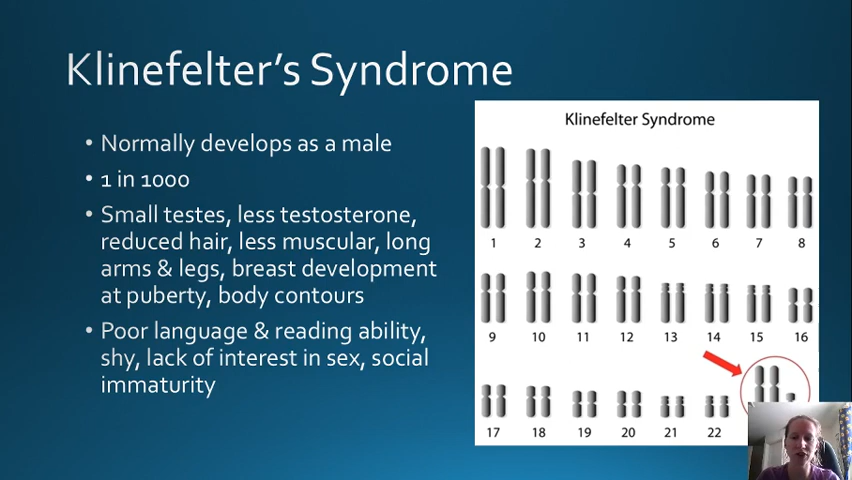 Klinefelter's Syndrome
• Normally develops as a male
• 1 in 1000
• Small testes, less testosterone,
reduced hair, less muscular, long
arms & legs, breast development
at puberty, body contours
• Poor language & reading ability,
shy, lack of interest in sex, social
immaturity
Klinefelter Syndrome
1 2 3 4 5 6 7 8
9 10 11 12 13 14 15 16
17 18 19 20 21 22